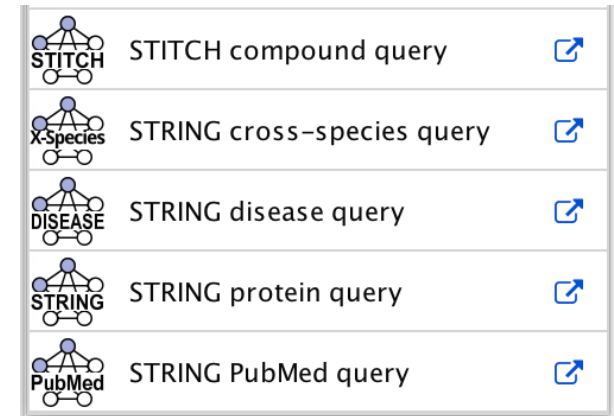 STITCH STITCH compound query
X-Species STRING cross-species query
DISEASE STRING disease query
STRING STRING protein query
PubMed STRING PubMed query